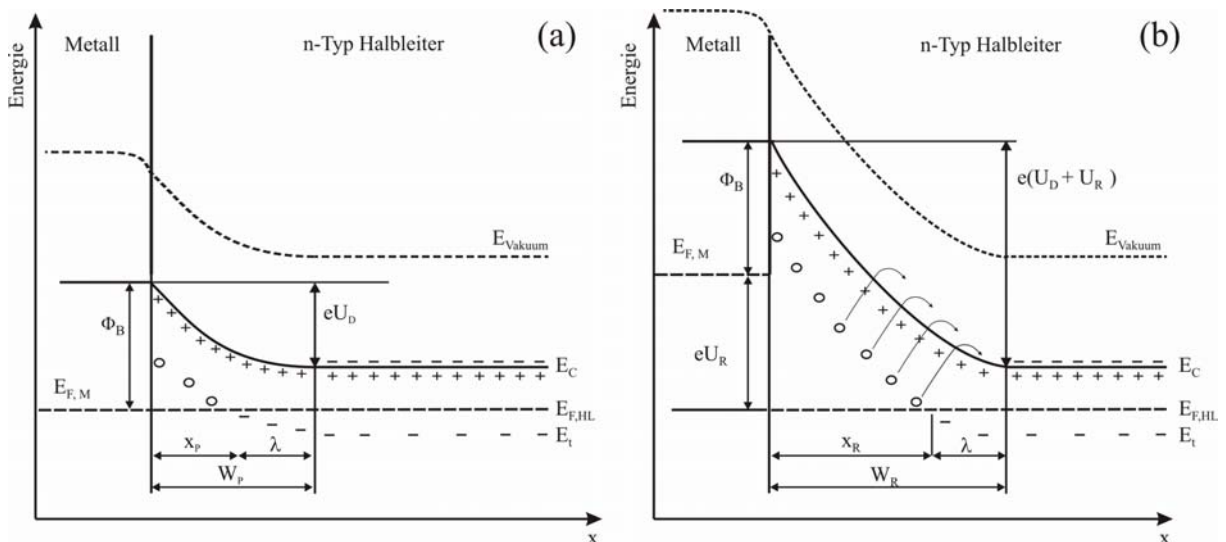 Energie
Metall
n-Typ Halbleiter
(a)
E_Vakuum
Φ_B
eU_D
E_C
E_F, M
E_F,HL
E_t
x_P
λ
W_P
x
Energie
Metall
n-Typ Halbleiter
(b)
Φ_B
e(U_D + U_R )
E_Vakuum
E_F, M
eU_R
E_C
E_F,HL
E_t
x_R
λ
W_R
x